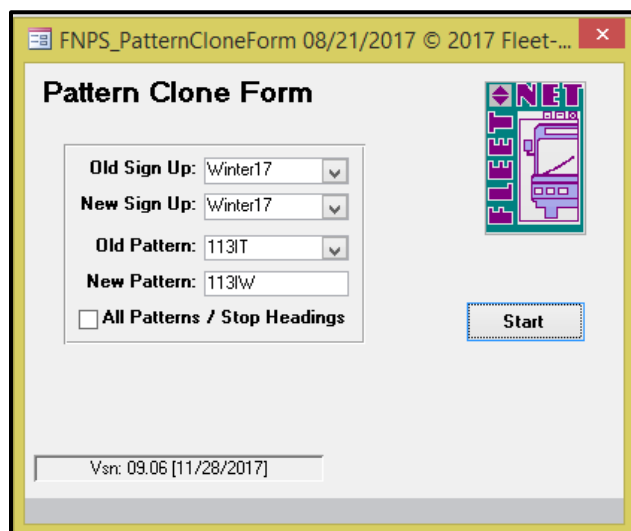 FNPS_PatternCloneForm 08/21/2017 © 2017 Fleet-...
Pattern Clone Form
FLEET NET
Old Sign Up: Winter17
New Sign Up: Winter17
Old Pattern: 113IT
New Pattern: 113IW
All Patterns / Stop Headings
Start
Vsn: 09.06 [11/28/2017]